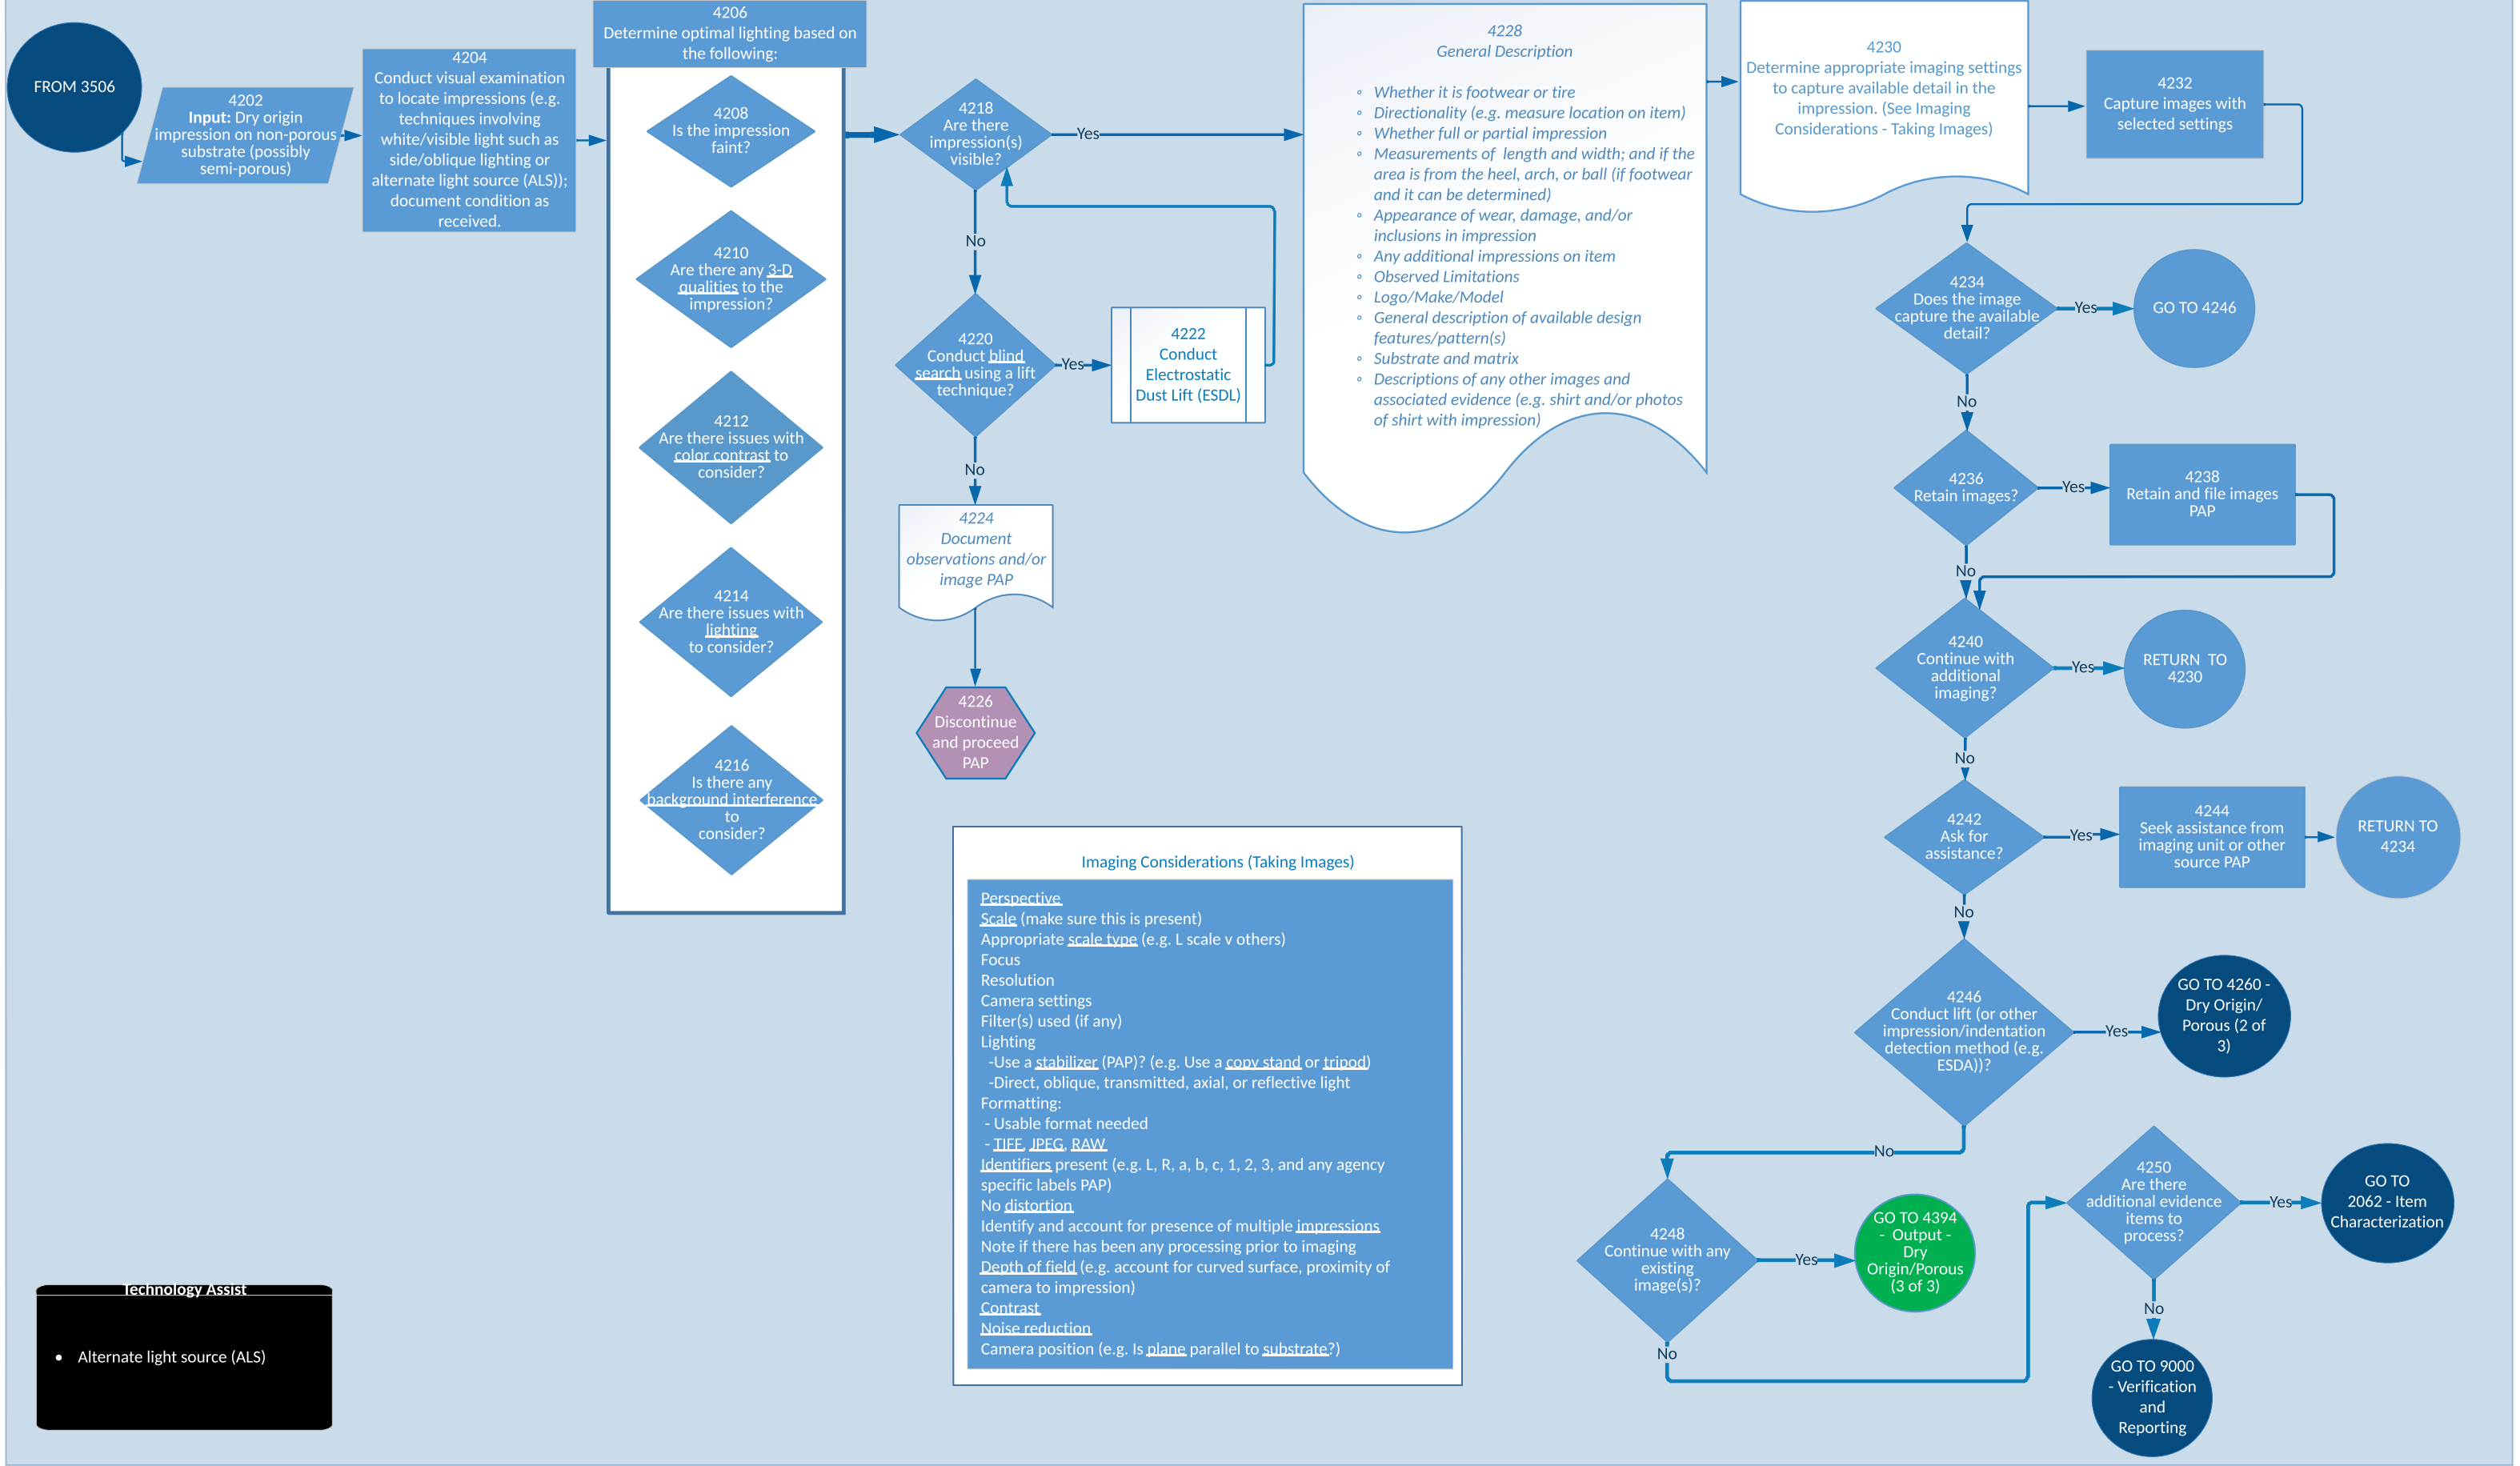 FROM 3506
4202
Input: Dry origin
impression on non-porous
substrate (possibly
semi-porous)
4204
Conduct visual examination
to locate impressions (e.g.
techniques involving
white/visible light such as
side/oblique lighting or
alternate light source (ALS));
document condition as
received.
4206
Determine optimal lighting based on
the following:
4208
Is the impression
faint?
4210
Are there any 3-D
qualities to the
impression?
4212
Are there issues with
color contrast to
consider?
4214
Are there issues with
lighting
to consider?
4216
Is there any
background interference
to
consider?
4218
Are there
impression(s)
visible?
Yes
No
4220
Conduct blind
search using a lift
technique?
Yes
4222
Conduct
Electrostatic
Dust Lift (ESDL)
No
4224
Document
observations and/or
image PAP
4226
Discontinue
and proceed
PAP
4228
General Description
◦ Whether it is footwear or tire
◦ Directionality (e.g. measure location on item)
◦ Whether full or partial impression
◦ Measurements of  length and width; and if the
area is from the heel, arch, or ball (if footwear
and it can be determined)
◦ Appearance of wear, damage, and/or
inclusions in impression
◦ Any additional impressions on item
◦ Observed Limitations
◦ Logo/Make/Model
◦ General description of available design
features/pattern(s)
◦ Substrate and matrix
◦ Descriptions of any other images and
associated evidence (e.g. shirt and/or photos
of shirt with impression)
4230
Determine appropriate imaging settings
to capture available detail in the
impression. (See Imaging
Considerations - Taking Images)
4232
Capture images with
selected settings
4234
Does the image
capture the available
detail?
Yes
GO TO 4246
No
4236
Retain images?
Yes
4238
Retain and file images
PAP
No
4240
Continue with
additional
imaging?
Yes
RETURN  TO
4230
No
4242
Ask for
assistance?
Yes
4244
Seek assistance from
imaging unit or other
source PAP
RETURN TO
4234
No
4246
Conduct lift (or other
impression/indentation
detection method (e.g.
ESDA))?
Yes
GO TO 4260 -
Dry Origin/
Porous (2 of
3)
No
4248
Continue with any
existing
image(s)?
Yes
GO TO 4394
-  Output -
Dry
Origin/Porous
(3 of 3)
No
4250
Are there
additional evidence
items to
process?
Yes
GO TO
2062 - Item
Characterization
No
GO TO 9000
- Verification
and
Reporting
Imaging Considerations (Taking Images)
Perspective
Scale (make sure this is present)
Appropriate scale type (e.g. L scale v others)
Focus
Resolution
Camera settings
Filter(s) used (if any)
Lighting
-Use a stabilizer (PAP)? (e.g. Use a copy stand or tripod)
-Direct, oblique, transmitted, axial, or reflective light
Formatting:
- Usable format needed
- TIFF, JPEG, RAW
Identifiers present (e.g. L, R, a, b, c, 1, 2, 3, and any agency
specific labels PAP)
No distortion
Identify and account for presence of multiple impressions
Note if there has been any processing prior to imaging
Depth of field (e.g. account for curved surface, proximity of
camera to impression)
Contrast
Noise reduction
Camera position (e.g. Is plane parallel to substrate?)
Technology Assist
• Alternate light source (ALS)